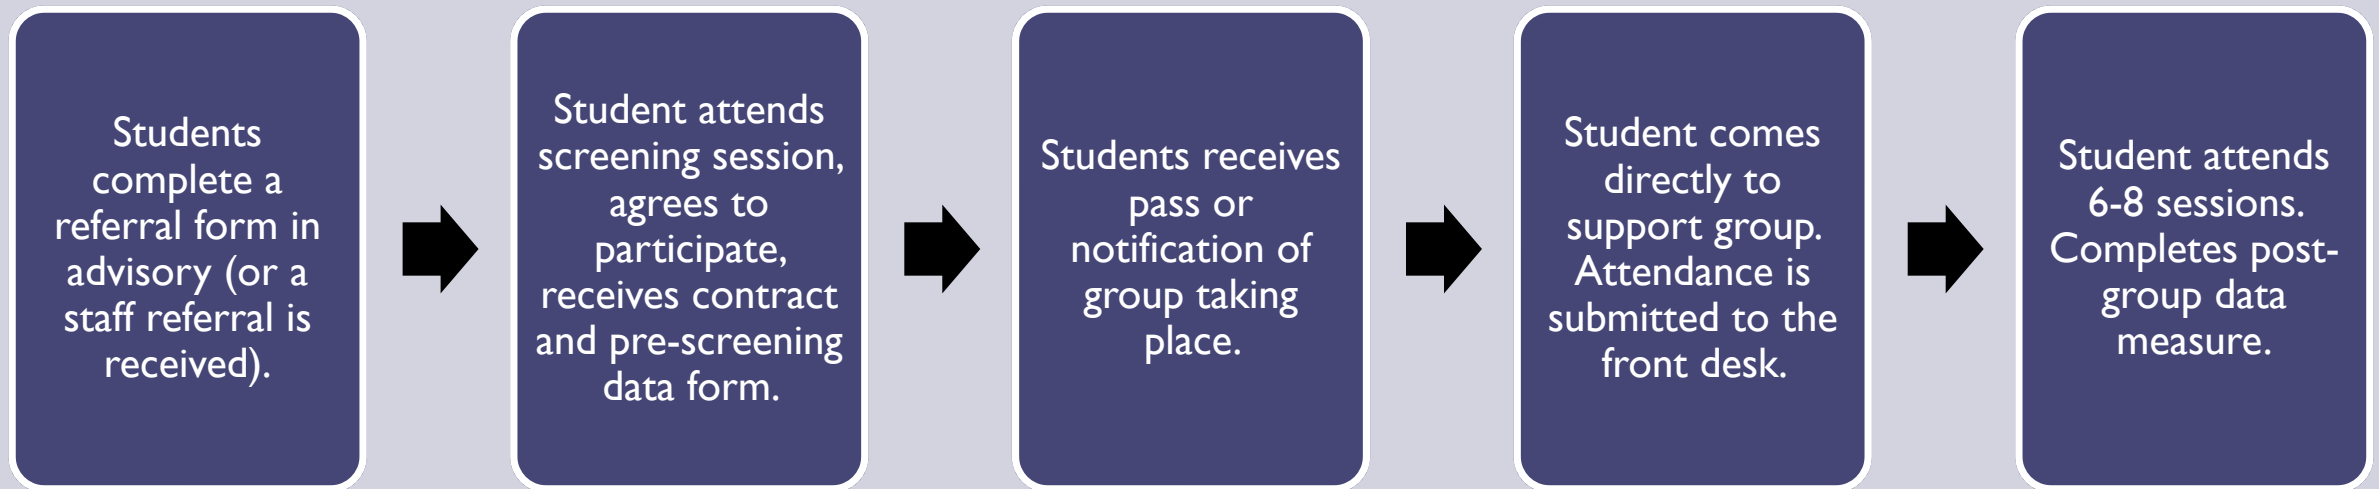 Students
complete a
referral form in
advisory (or a
staff referral is
received).
Student attends
screening session,
agrees to
participate,
receives contract
and pre-screening
data form.
Students receives
pass or
notification of
group taking
place.
Student comes
directly to
support group.
Attendance is
submitted to the
front desk.
Student attends
6-8 sessions.
Completes post-
group data
measure.